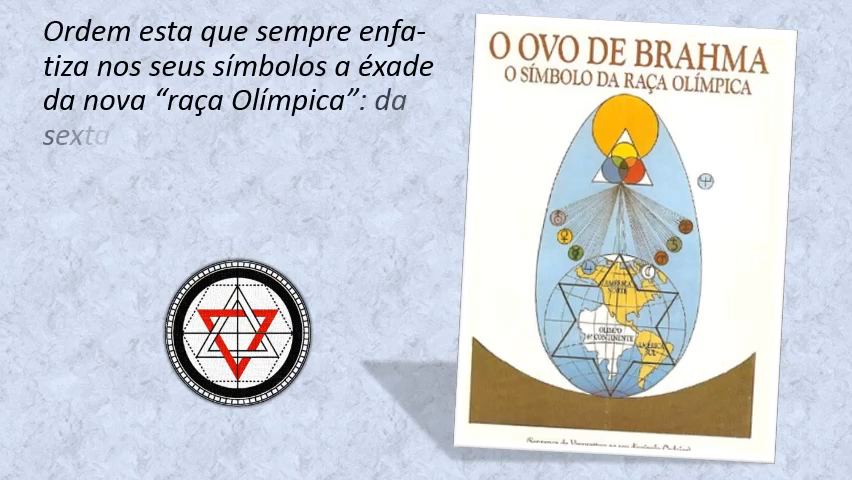 Ordem esta que sempre enfa-
tiza nos seus símbolos a éxade
da nova “raça Olímpica”: da
sexta
O OVO DE BRAHMA
O SÍMBOLO DA RAÇA OLÍMPICA
AMÉRICA
NORTE
OLIMPO
CONTINENTE
AMÉRICA
SUL